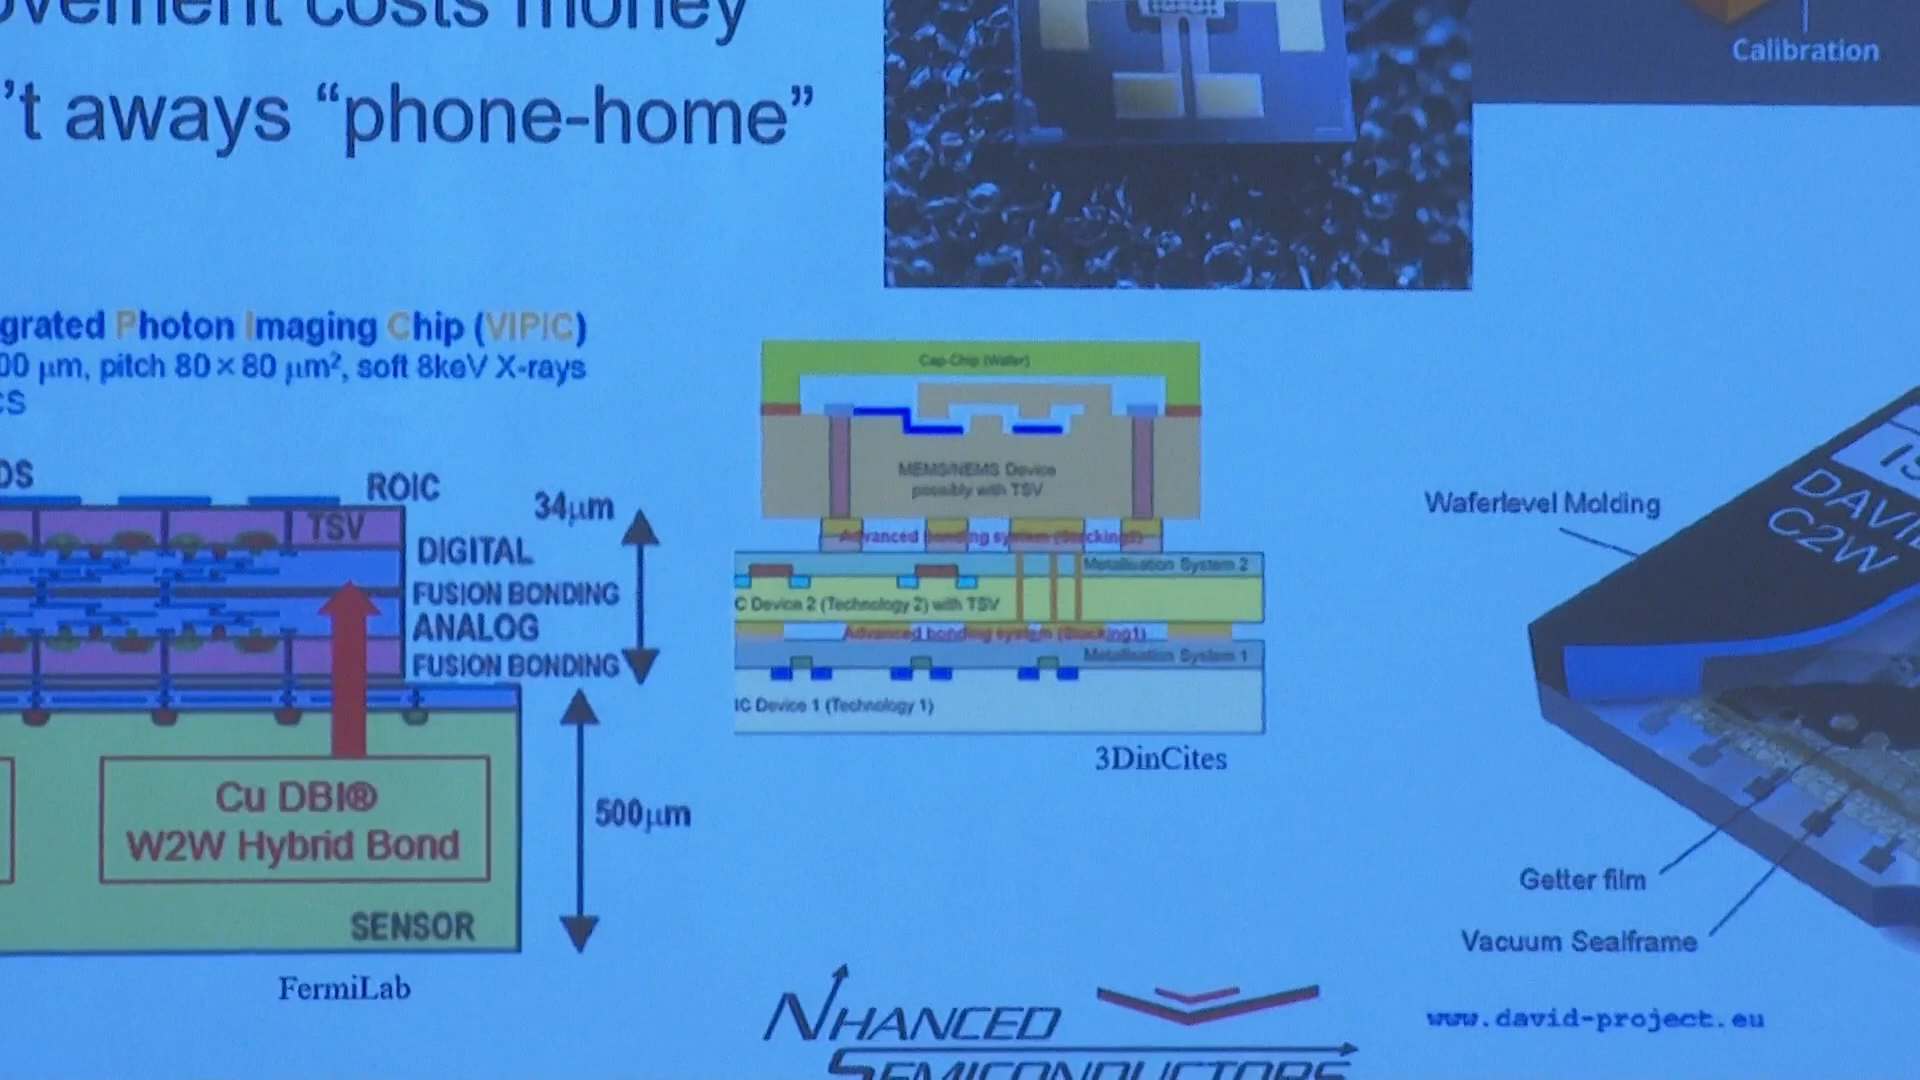 ovement costs money
't aways “phone-home”
Calibration
grated Photon Imaging Chip (VIPIC)
00 µm, pitch 80 × 80 µm², soft 8keV X-rays
cs
DS
ROIC
TSV
34µm
DIGITAL
FUSION BONDING
ANALOG
FUSION BONDING
Cu DBI®
W2W Hybrid Bond
500µm
SENSOR
FermiLab
Cap-Chip (Wafer)
MEMS/NEMS Device
possibly with TSV
Advanced bonding system (Stacking2)
Metallisation System 2
C Device 2 (Technology 2) with TSV
Advanced bonding system (Stacking1)
Metallisation System 1
IC Device 1 (Technology 1)
3DinCites
Waferlevel Molding
IS
DAVID
C2W
Getter film
Vacuum Sealframe
www.david-project.eu
NHANCED
SEMICONDUCTORS